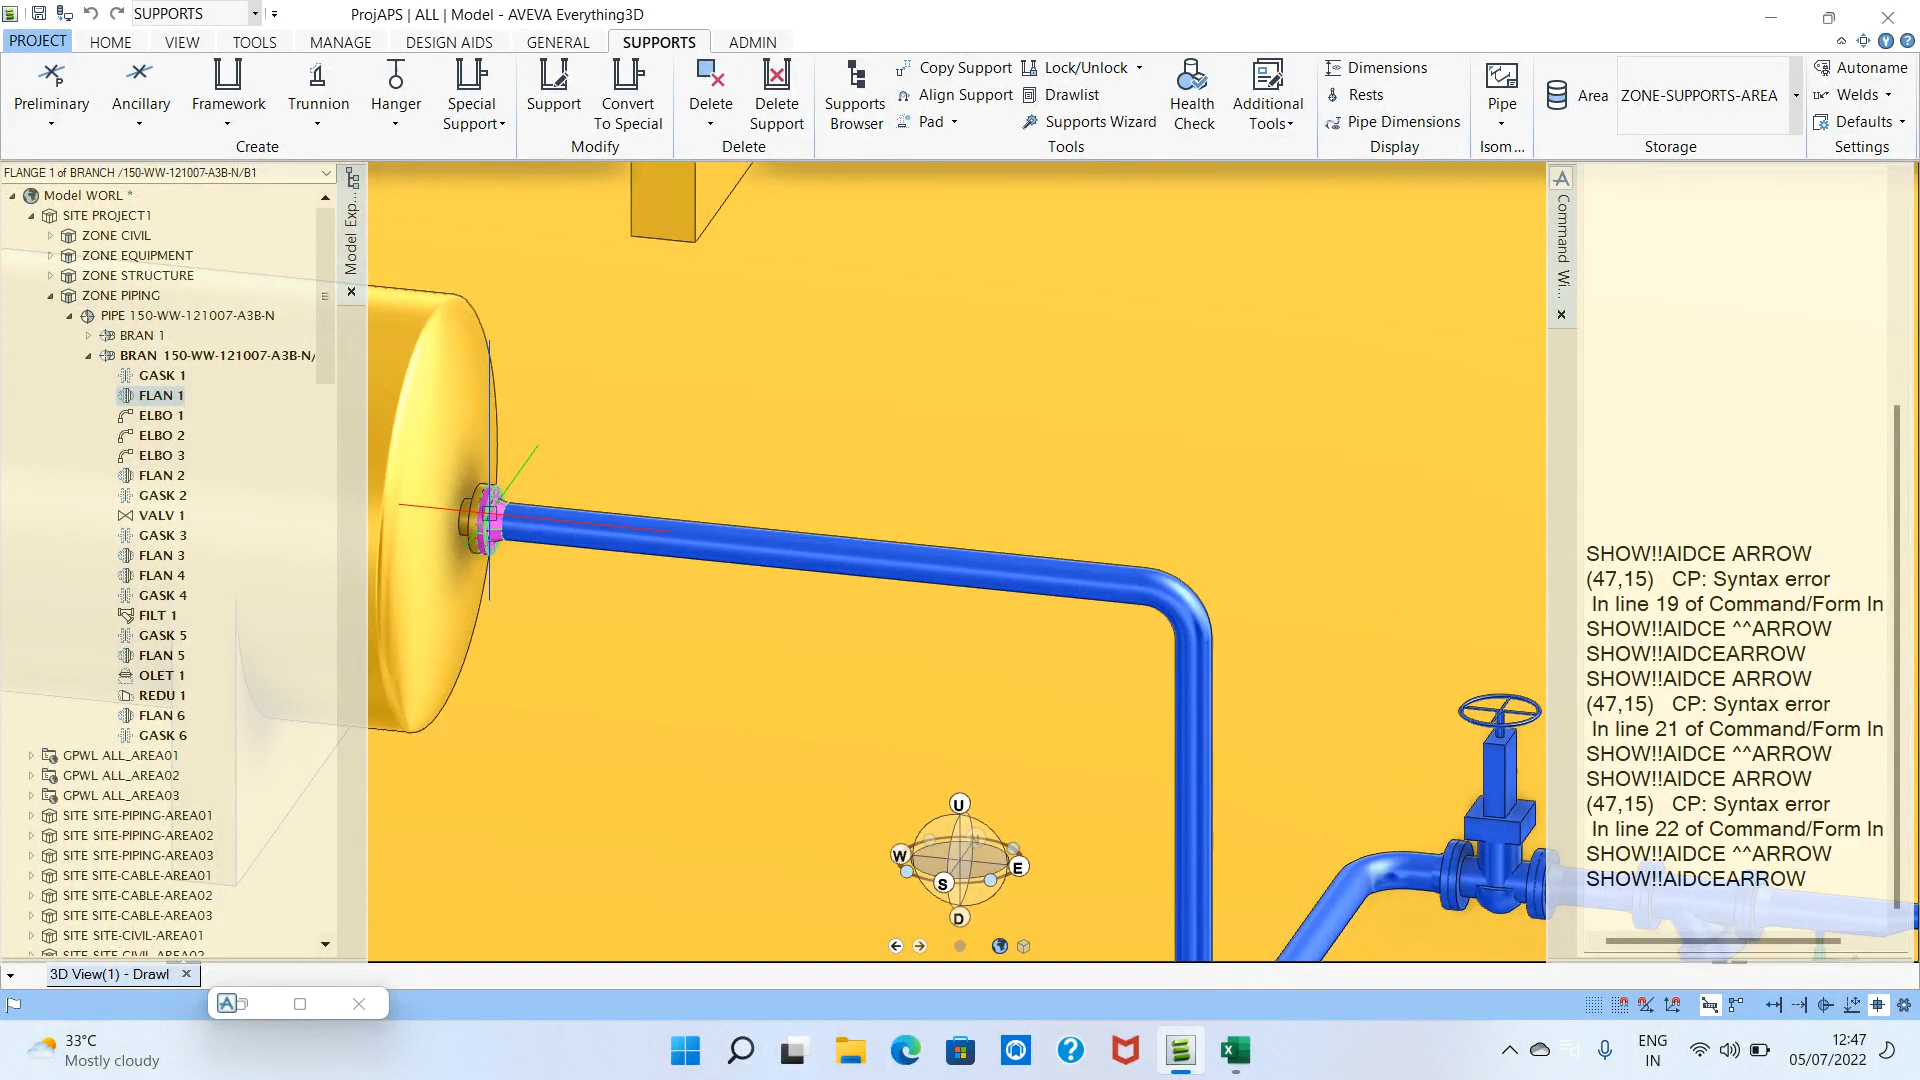 SUPPORTS
ProjAPS | ALL | Model - AVEVA Everything3D
PROJECT
HOME
VIEW
TOOLS
MANAGE
DESIGN AIDS
GENERAL
SUPPORTS
ADMIN
Preliminary
Ancillary
Framework
Trunnion
Hanger
Special
Support
Create
Support
Convert
To Special
Modify
Delete
Delete
Support
Delete
Supports
Browser
Copy Support
Align Support
Pad
Lock/Unlock
Drawlist
Supports Wizard
Health
Check
Additional
Tools
Tools
Dimensions
Rests
Pipe Dimensions
Display
Pipe
Isom ...
Area
ZONE-SUPPORTS-AREA
Storage
Autoname
Welds
Defaults
Settings
FLANGE 1 of BRANCH /150-WW-121007-A3B-N/B1
Model WORL *
SITE PROJECT1
ZONE CIVIL
ZONE EQUIPMENT
ZONE STRUCTURE
ZONE PIPING
PIPE 150-WW-121007-A3B-N
BRAN 1
BRAN 150-WW-121007-A3B-N/
GASK 1
FLAN 1
ELBO 1
ELBO 2
ELBO 3
FLAN 2
GASK 2
VALV 1
GASK 3
FLAN 3
FLAN 4
GASK 4
FILT 1
GASK 5
FLAN 5
OLET 1
REDU 1
FLAN 6
GASK 6
GPWL ALL_AREA01
GPWL ALL_AREA02
GPWL ALL_AREA03
SITE SITE-PIPING-AREA01
SITE SITE-PIPING-AREA02
SITE SITE-PIPING-AREA03
SITE SITE-CABLE-AREA01
SITE SITE-CABLE-AREA02
SITE SITE-CABLE-AREA03
SITE SITE-CIVIL-AREA01
SITE SITE-CIVIL-AREA02
Model Exp...
U
W
E
S
D
Command Wi...
SHOW!!AIDCE ARROW
(47,15) CP: Syntax error
In line 19 of Command/Form In
SHOW!!AIDCE ^^ARROW
SHOW!!AIDCEARROW
SHOW!!AIDCE ARROW
(47,15) CP: Syntax error
In line 21 of Command/Form In
SHOW!!AIDCE ^^ARROW
SHOW!!AIDCE ARROW
(47,15) CP: Syntax error
In line 22 of Command/Form In
SHOW!!AIDCE ^^ARROW
SHOW!!AIDCEARROW
3D View(1) - Drawl
33°C
Mostly cloudy
ENG
IN
12:47
05/07/2022